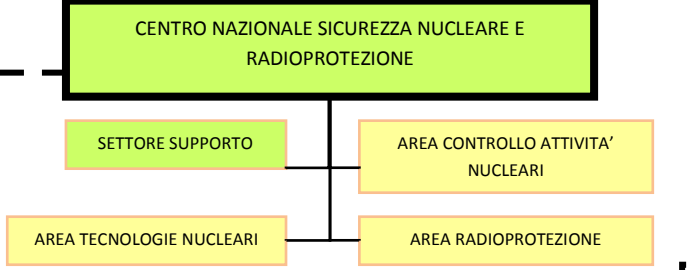 CENTRO NAZIONALE SICUREZZA NUCLEARE E
RADIOPROTEZIONE
SETTORE SUPPORTO
AREA CONTROLLO ATTIVITA’
NUCLEARI
AREA TECNOLOGIE NUCLEARI
AREA RADIOPROTEZIONE